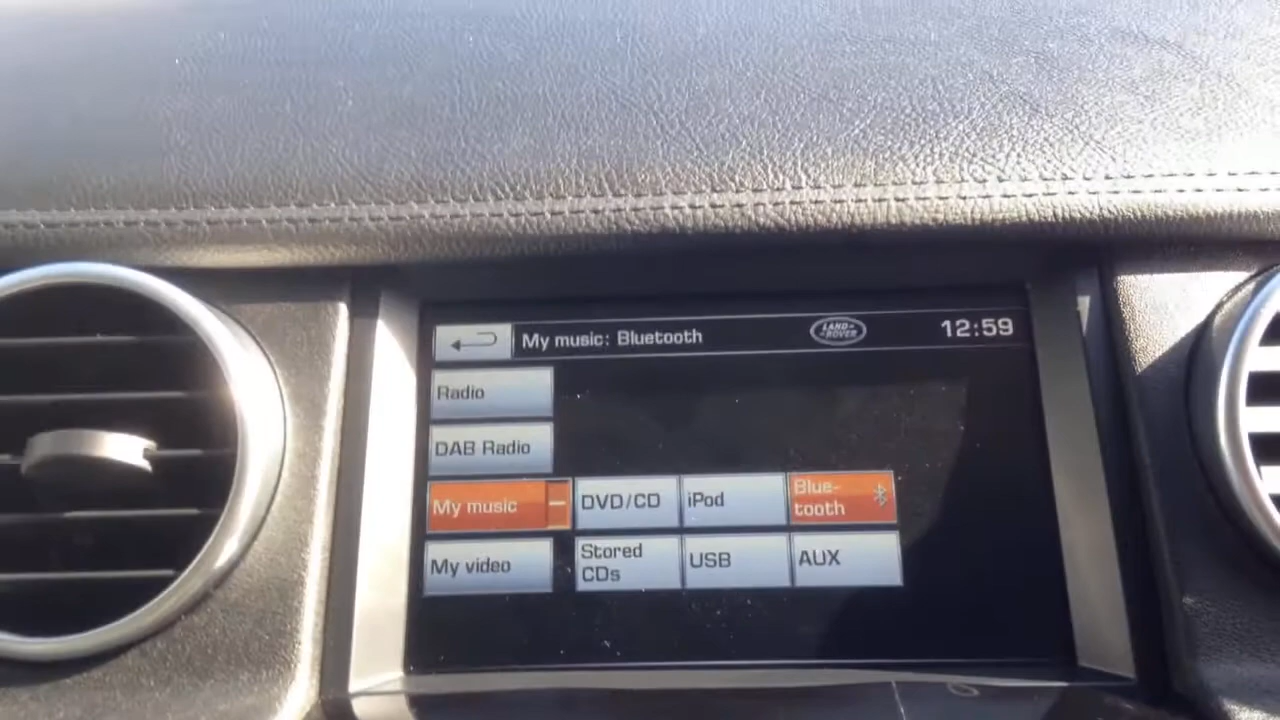 My music: Bluetooth
LAND-
-ROVER
12:59
Radio
DAB Radio
My music
DVD/CD
iPod
Blue-
tooth
My video
Stored
CDs
USB
AUX